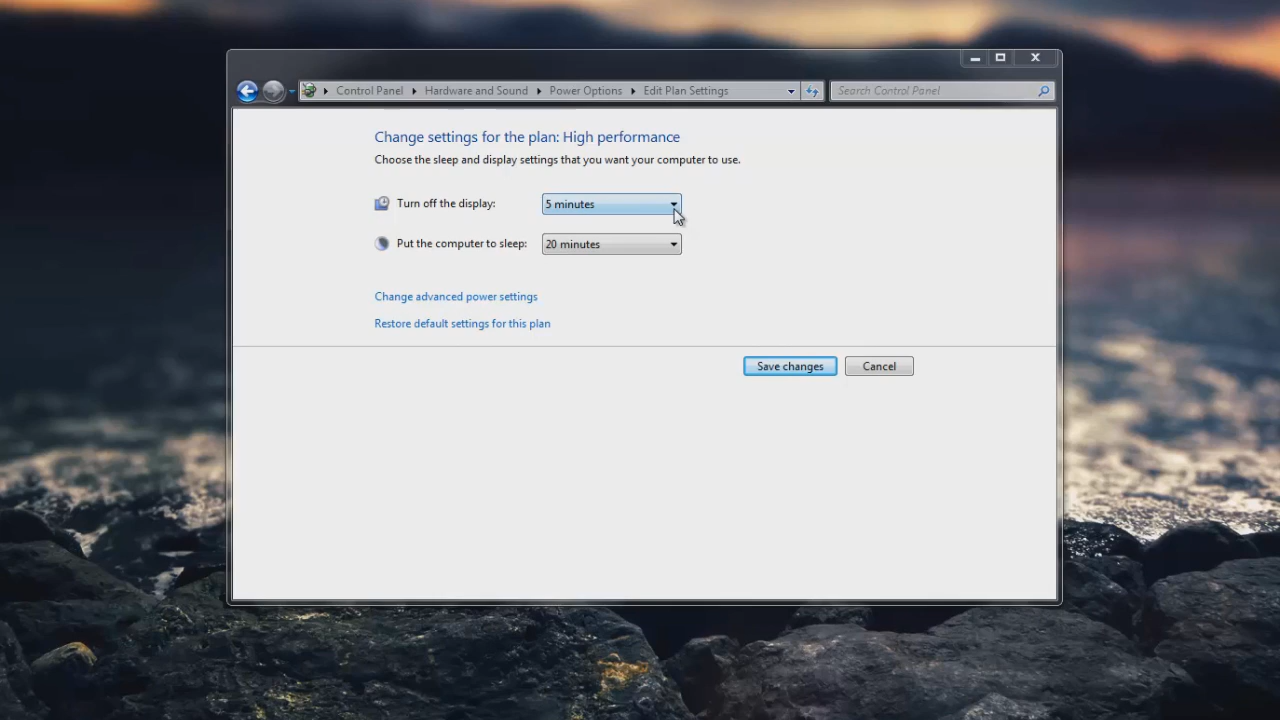 Control Panel Hardware and Sound Power Options Edit Plan Settings Search Control Panel
Change settings for the plan: High performance
Choose the sleep and display settings that you want your computer to use.
Turn off the display: 5 minutes
Put the computer to sleep: 20 minutes
Change advanced power settings
Restore default settings for this plan
Save changes Cancel